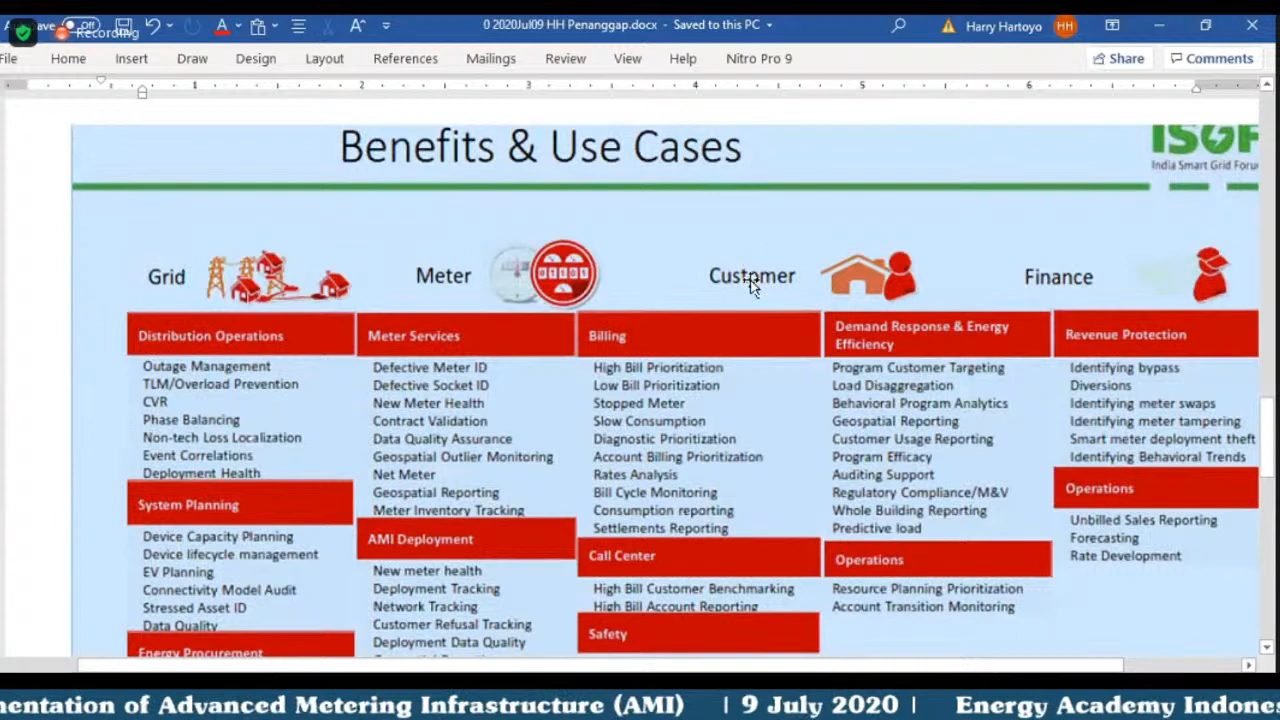 Off
Recording
0 2020Jul09 HH Penanggap.docx - Saved to this PC
Harry Hartoyo
HH
File
Home
Insert
Draw
Design
Layout
References
Mailings
Review
View
Help
Nitro Pro 9
Share
Comments
1
2
3
4
5
6
Benefits & Use Cases
ISGF
India Smart Grid
Grid
Meter
Customer
Finance
Distribution Operations
Outage Management
TLM/Overload Prevention
CVR
Phase Balancing
Non-tech Loss Localization
Event Correlations
Deployment Health
System Planning
Device Capacity Planning
Device lifecycle management
EV Planning
Connectivity Model Audit
Stressed Asset ID
Data Quality
Energy Procurement
Meter Services
Defective Meter ID
Defective Socket ID
New Meter Health
Contract Validation
Data Quality Assurance
Geospatial Outlier Monitoring
Net Meter
Geospatial Reporting
Meter Inventory Tracking
AMI Deployment
New meter health
Deployment Tracking
Network Tracking
Customer Refusal Tracking
Deployment Data Quality
Billing
High Bill Prioritization
Low Bill Prioritization
Stopped Meter
Slow Consumption
Diagnostic Prioritization
Account Billing Prioritization
Rates Analysis
Bill Cycle Monitoring
Consumption reporting
Settlements Reporting
Call Center
High Bill Customer Benchmarking
High Bill Account Reporting
Safety
Demand Response & Energy
Efficiency
Program Customer Targeting
Load Disaggregation
Behavioral Program Analytics
Geospatial Reporting
Customer Usage Reporting
Program Efficacy
Auditing Support
Regulatory Compliance/M&V
Whole Building Reporting
Predictive load
Operations
Resource Planning Prioritization
Account Transition Monitoring
Revenue Protection
Identifying bypass
Diversions
Identifying meter swaps
Identifying meter tampering
Smart meter deployment theft
Identifying Behavioral Trends
Operations
Unbilled Sales Reporting
Forecasting
Rate Development
mentation of Advanced Metering Infrastructure (AMI) | 9 July 2020 | Energy Academy Indones